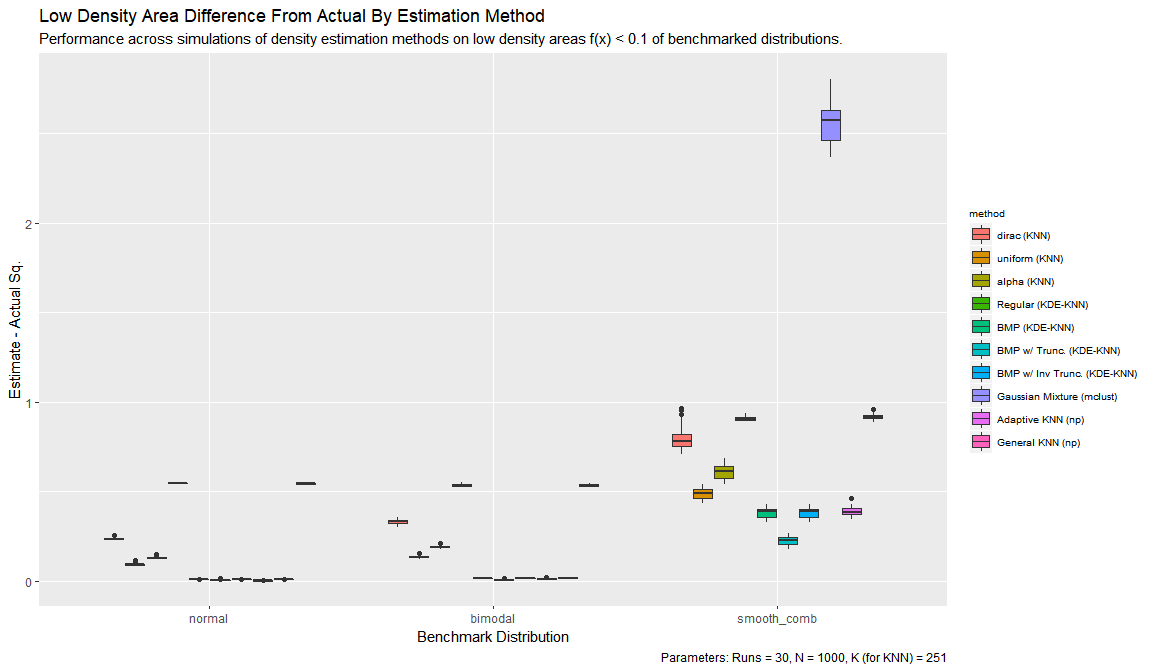 Low Density Area Difference From Actual By Estimation Method
Performance across simulations of density estimation methods on low density areas f(x) < 0.1 of benchmarked distributions.
Estimate - Actual Sq.
2
1
0
normal
bimodal
smooth_comb
Benchmark Distribution
method
dirac (KNN)
uniform (KNN)
alpha (KNN)
Regular (KDE-KNN)
BMP (KDE-KNN)
BMP w/ Trunc. (KDE-KNN)
BMP w/ Inv Trunc. (KDE-KNN)
Gaussian Mixture (mclust)
Adaptive KNN (np)
General KNN (np)
Parameters: Runs = 30, N = 1000, K (for KNN) = 251